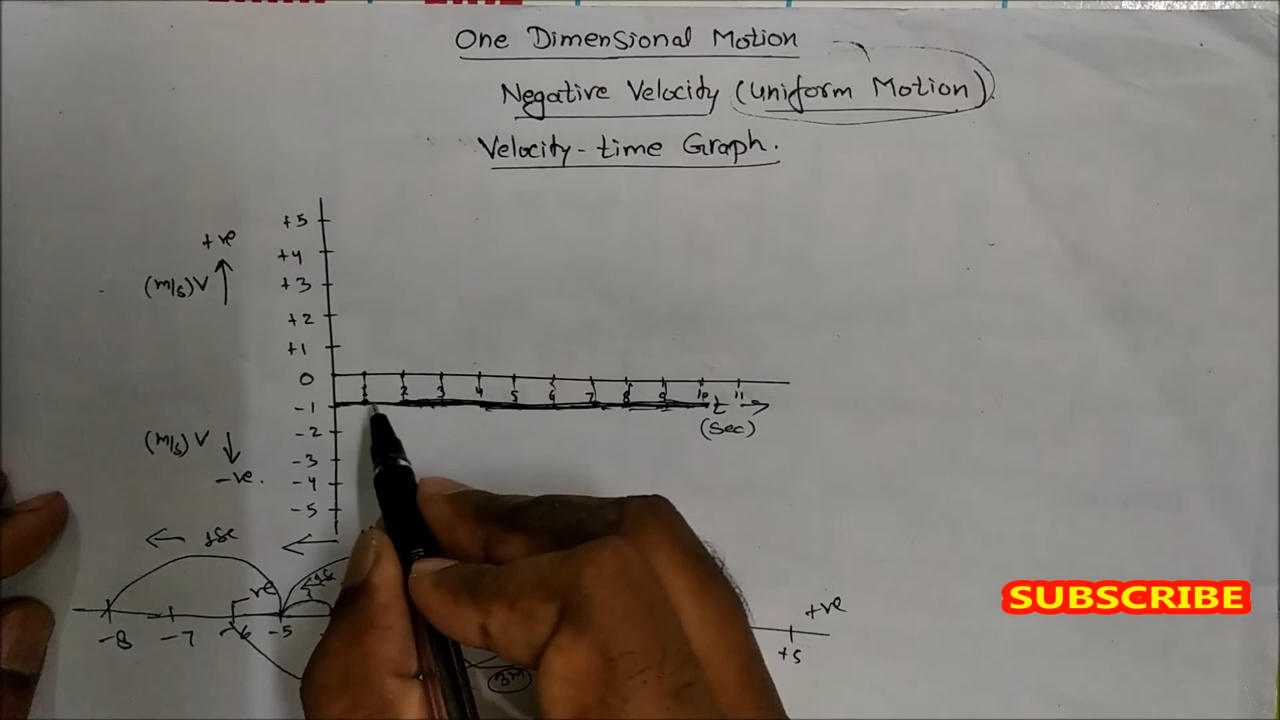 One Dimensional Motion
Negative Velocity (Uniform Motion)
Velocity-time Graph.
+5
+ve
+4
(m/s) V
+3
+2
+1
0
1 2 3 4 5 6 7 8 9 10 11
-1
t
(Sec)
-2
(m/s) V
-3
-ve.
-4
-5
-ve
+ve
-8 -7 -6 -5
+5
3m
SUBSCRIBE